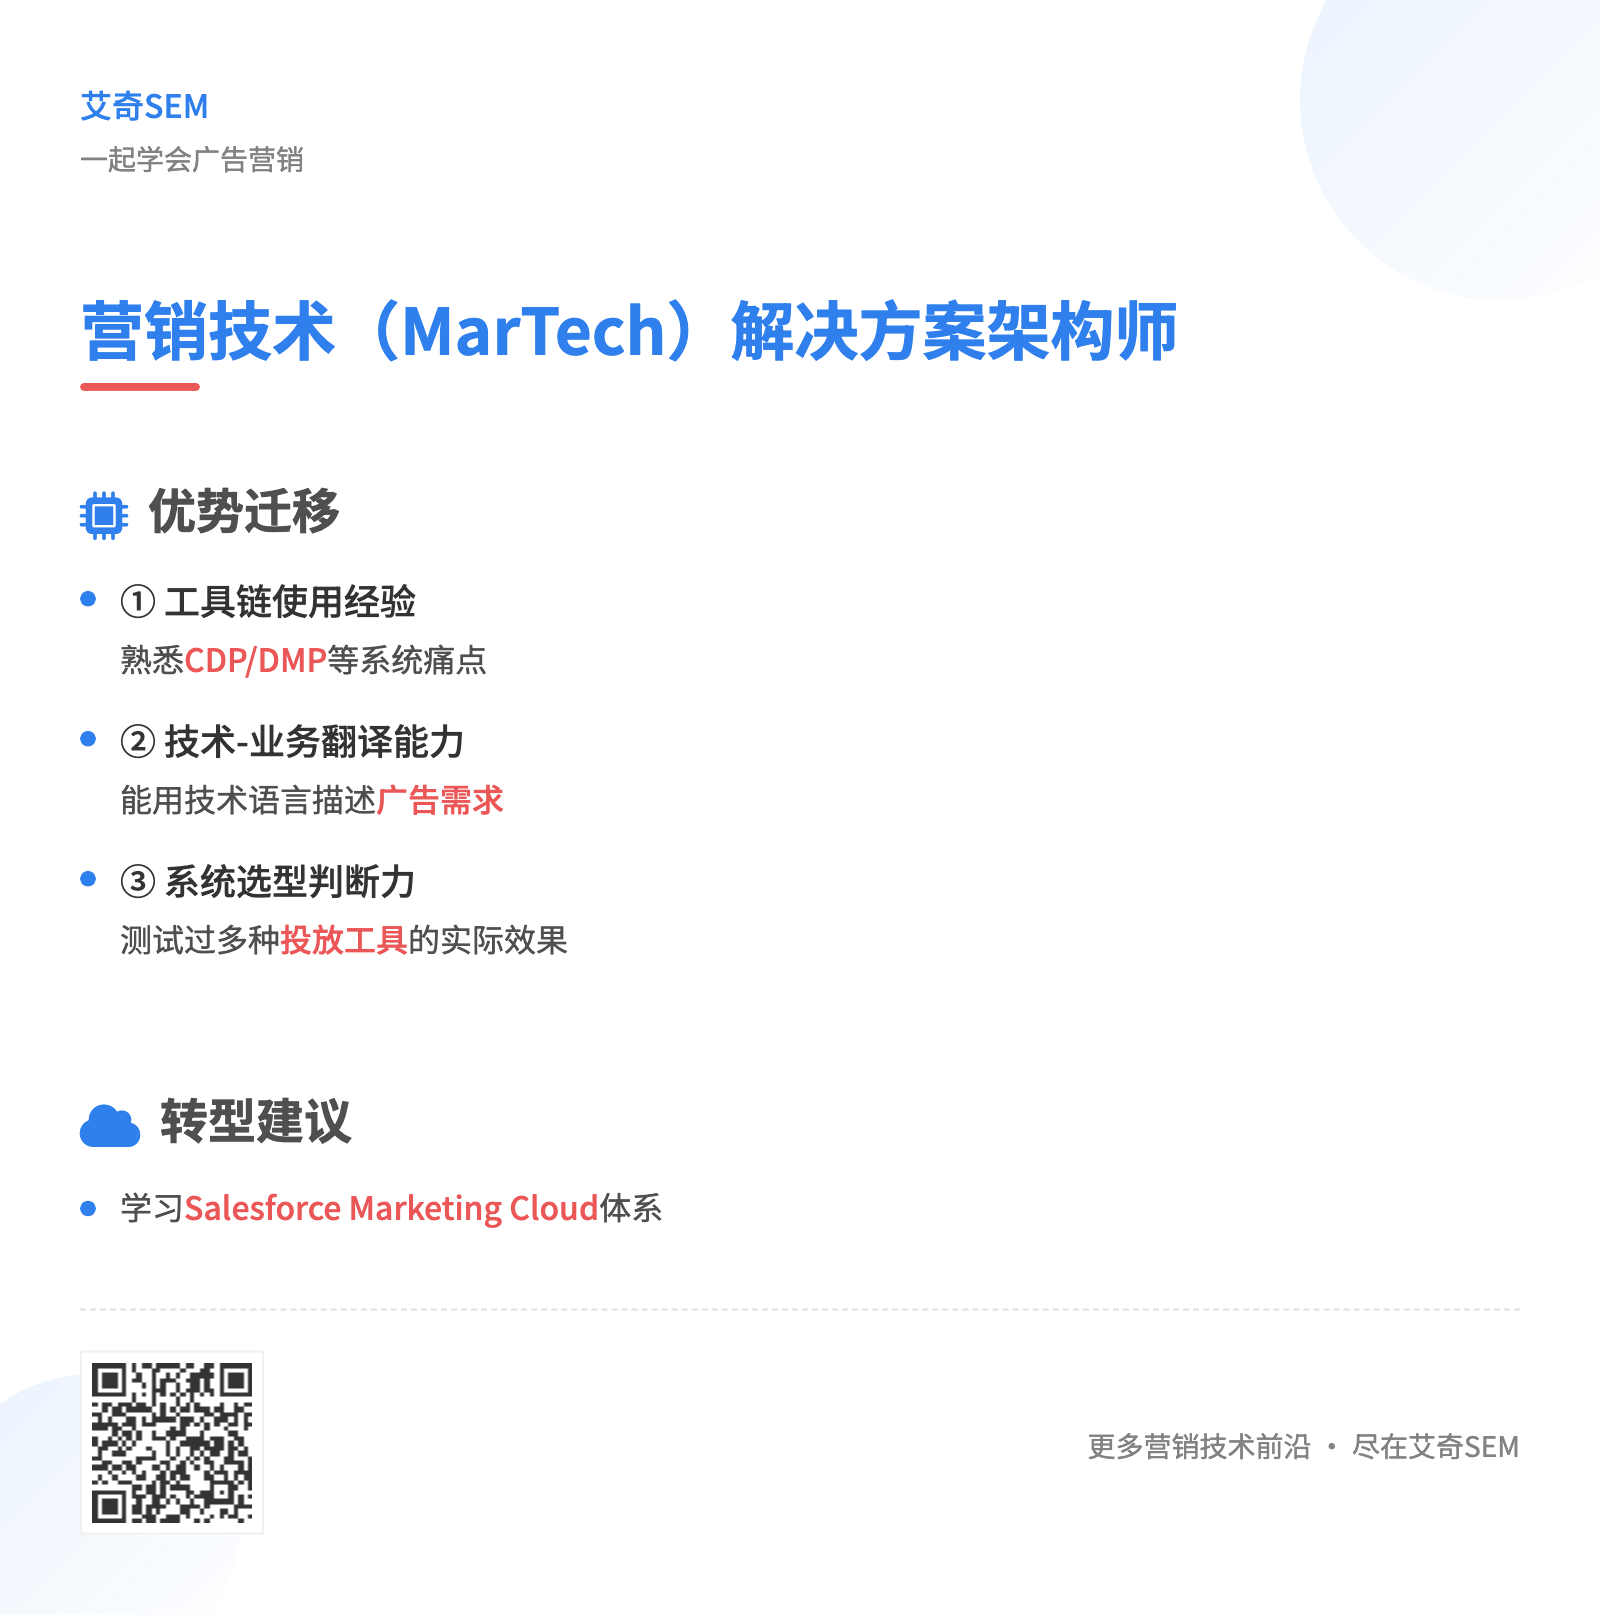 艾奇SEM
一起学会广告营销
营销技术（MarTech）解决方案架构师
优势迁移
① 工具链使用经验
熟悉CDP/DMP等系统痛点
② 技术-业务翻译能力
能用技术语言描述广告需求
③ 系统选型判断力
测试过多种投放工具的实际效果
转型建议
学习Salesforce Marketing Cloud体系
更多营销技术前沿 · 尽在艾奇SEM